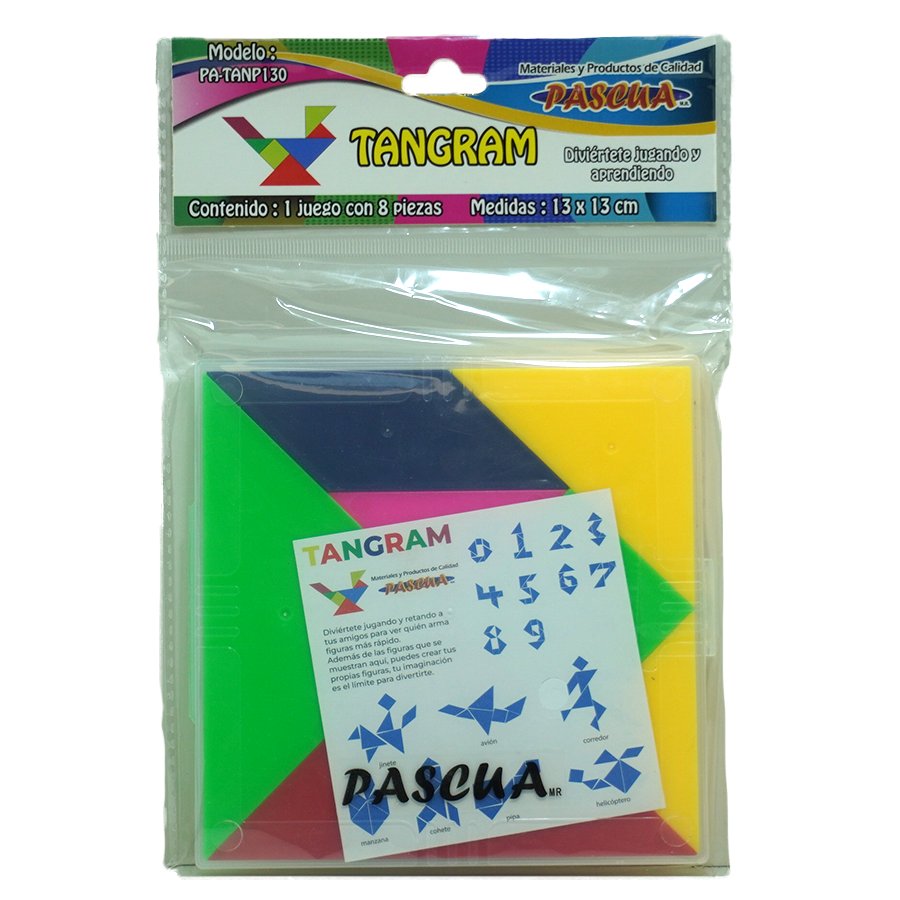 Modelo :
PA-TANP130
Materiales y Productos de Calidad
PASCUA M.R.
TANGRAM
Diviértete jugando y
aprendiendo
Contenido : 1 juego con 8 piezas
Medidas : 13 x 13 cm
TANGRAM
Materiales y Productos de Calidad
PASCUA
Diviértete jugando y retando a
tus amigos para ver quién arma
figuras más rápido.
Además de las figuras que se
muestran aquí, puedes crear tus
propias figuras, tu imaginación
es el límite para divertirte.
0 1 2 3
4 5 6 7
8 9
jinete
avión
corredor
PASCUA MR
manzana
cohete
pipa
helicóptero